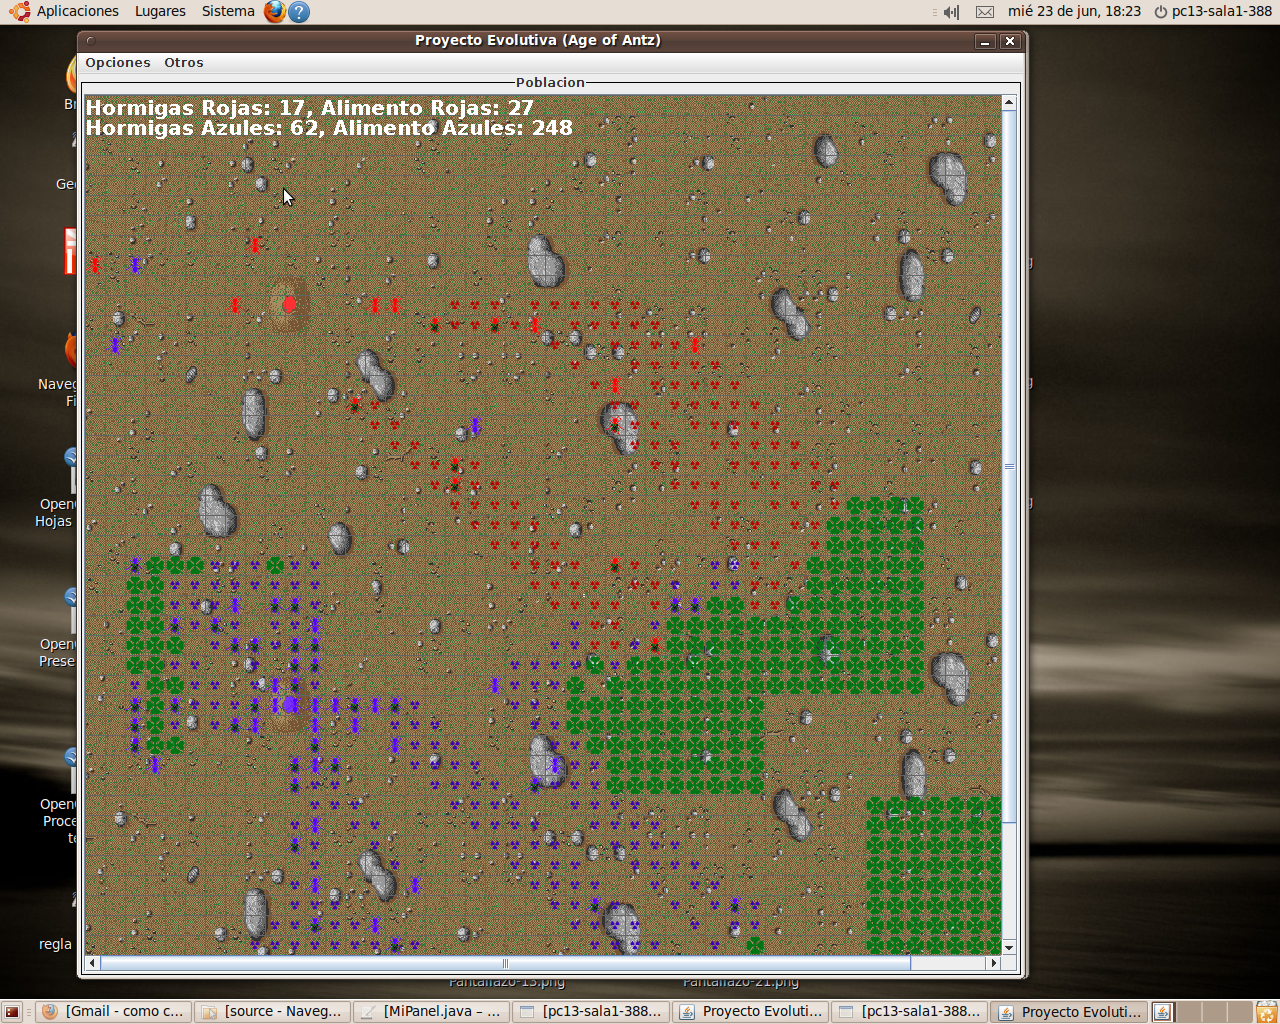 Aplicaciones Lugares Sistema mié 23 de jun, 18:23 pc13-sala1-388
Proyecto Evolutiva (Age of Antz)
Opciones Otros
Poblacion
Hormigas Rojas: 17, Alimento Rojas: 27
Hormigas Azules: 62, Alimento Azules: 248
Naveg
Fi
Open
Hojas
Open
Prese
Open
Proce
te
regla
Pantallazo-13.png Pantallazo-21.png
[Gmail - como c... [source - Naveg... [MiPanel.java – ... [pc13-sala1-388... Proyecto Evoluti... [pc13-sala1-388... Proyecto Evoluti...